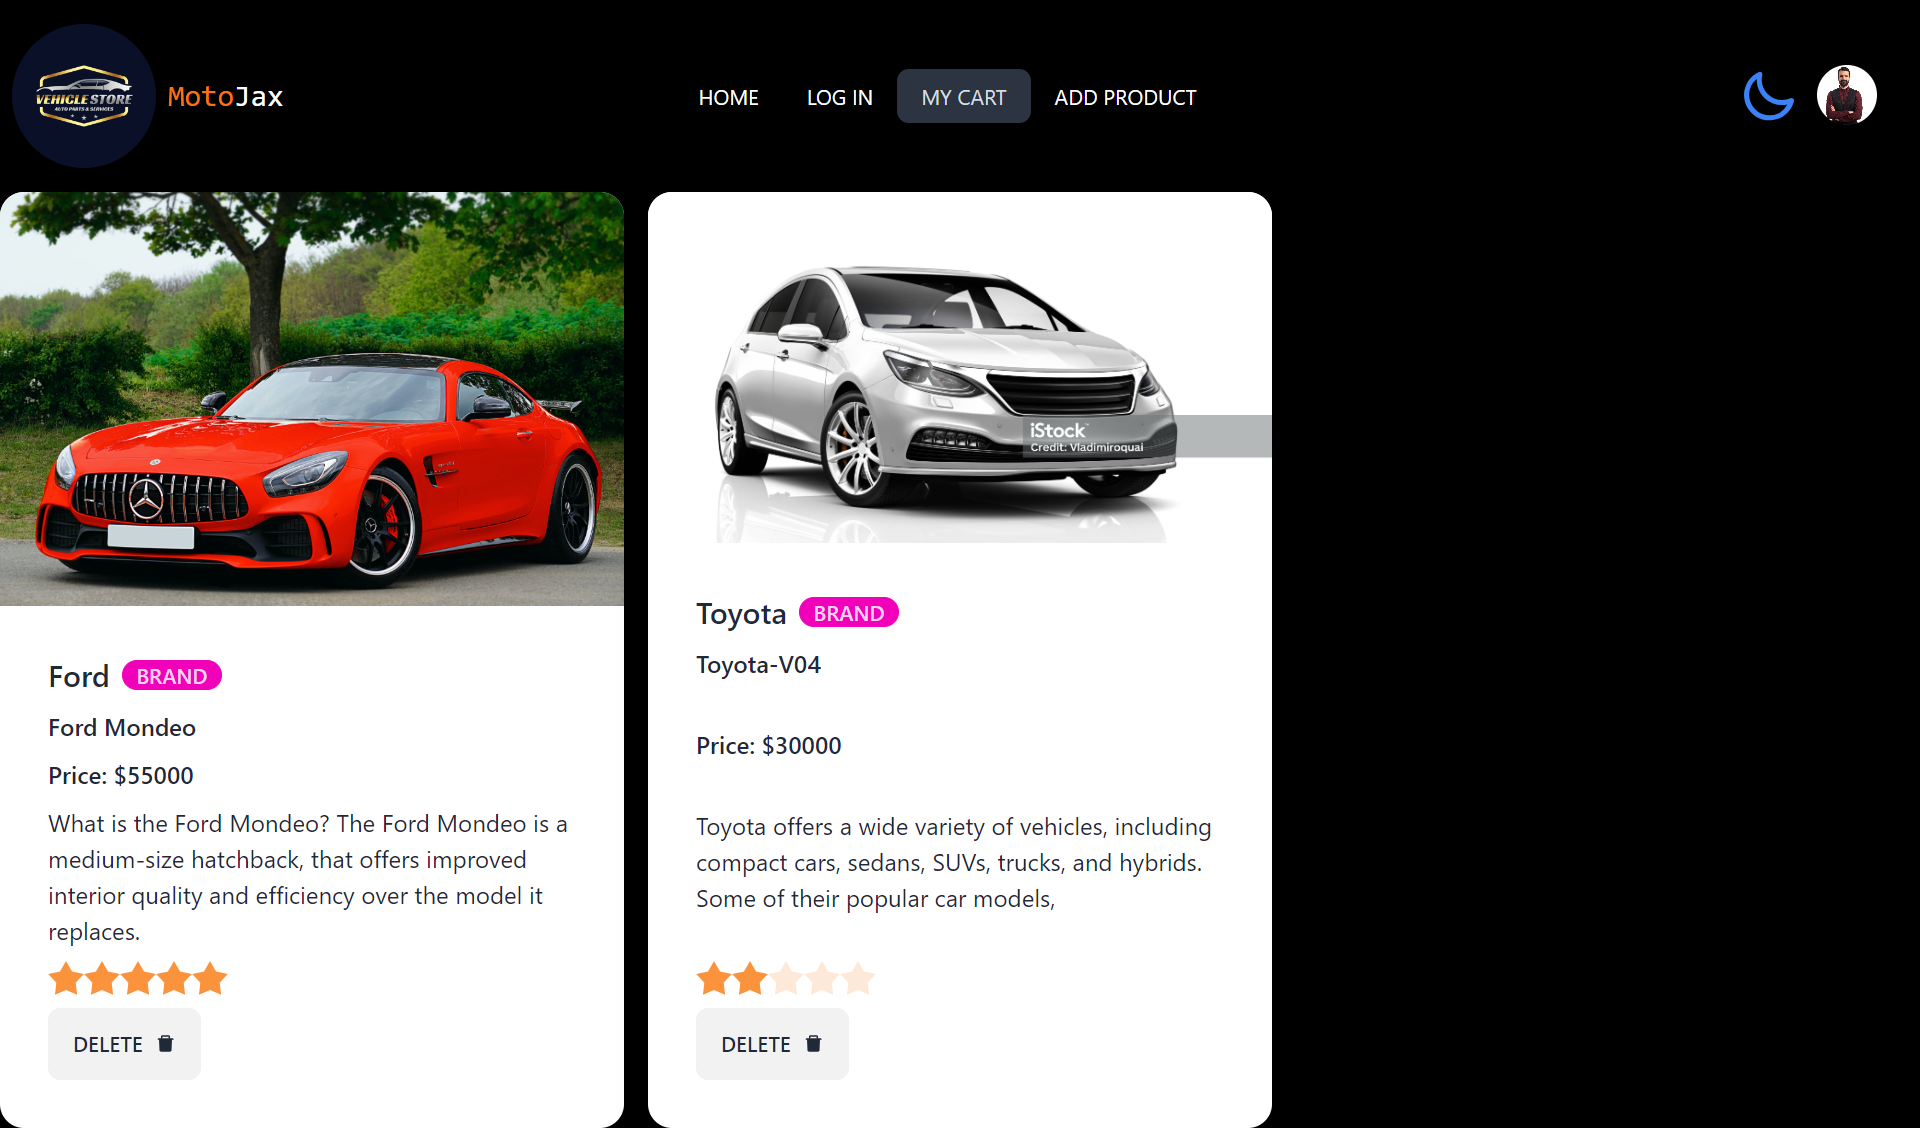 VEHICLE STORE
AUTO PARTS & SERVICES
MotoJax
HOME
LOG IN
MY CART
ADD PRODUCT
Ford BRAND
Ford Mondeo
Price: $55000
What is the Ford Mondeo? The Ford Mondeo is a
medium-size hatchback, that offers improved
interior quality and efficiency over the model it
replaces.
DELETE
iStock
Credit: Vladimiroquai
Toyota BRAND
Toyota-V04
Price: $30000
Toyota offers a wide variety of vehicles, including
compact cars, sedans, SUVs, trucks, and hybrids.
Some of their popular car models,
DELETE